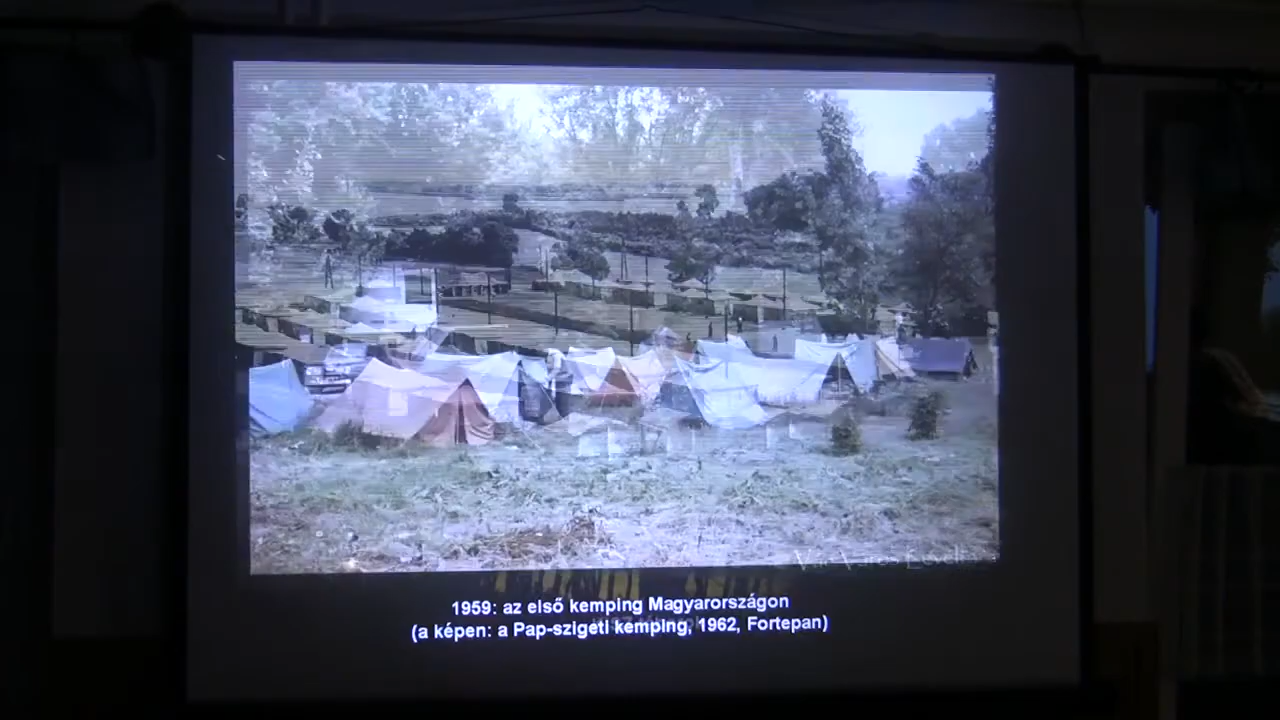 1959: az első kemping Magyarországon
(a képen: a Pap-szigeti kemping, 1962, Fortepan)